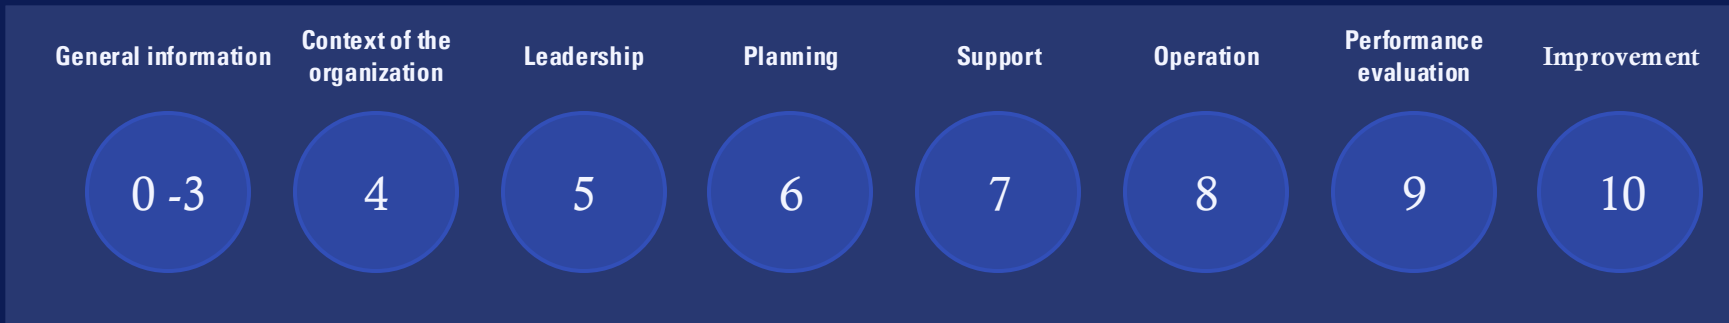 General information
Context of the
organization
Leadership
Planning
Support
Operation
Performance
evaluation
Improvement
0 -3
4
5
6
7
8
9
10